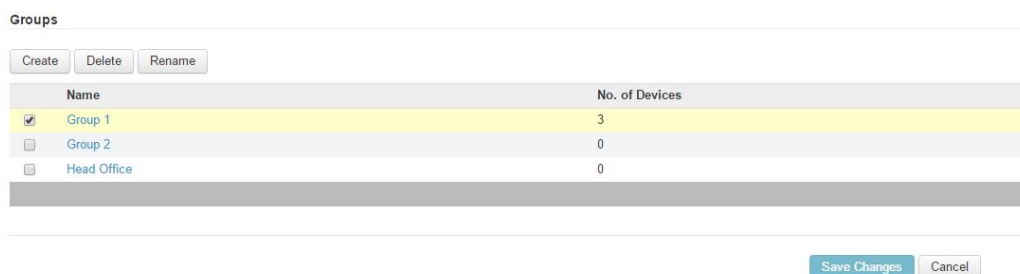 Groups
Create Delete Rename
Name No. of Devices
Group 1 3
Group 2 0
Head Office 0
Save Changes Cancel